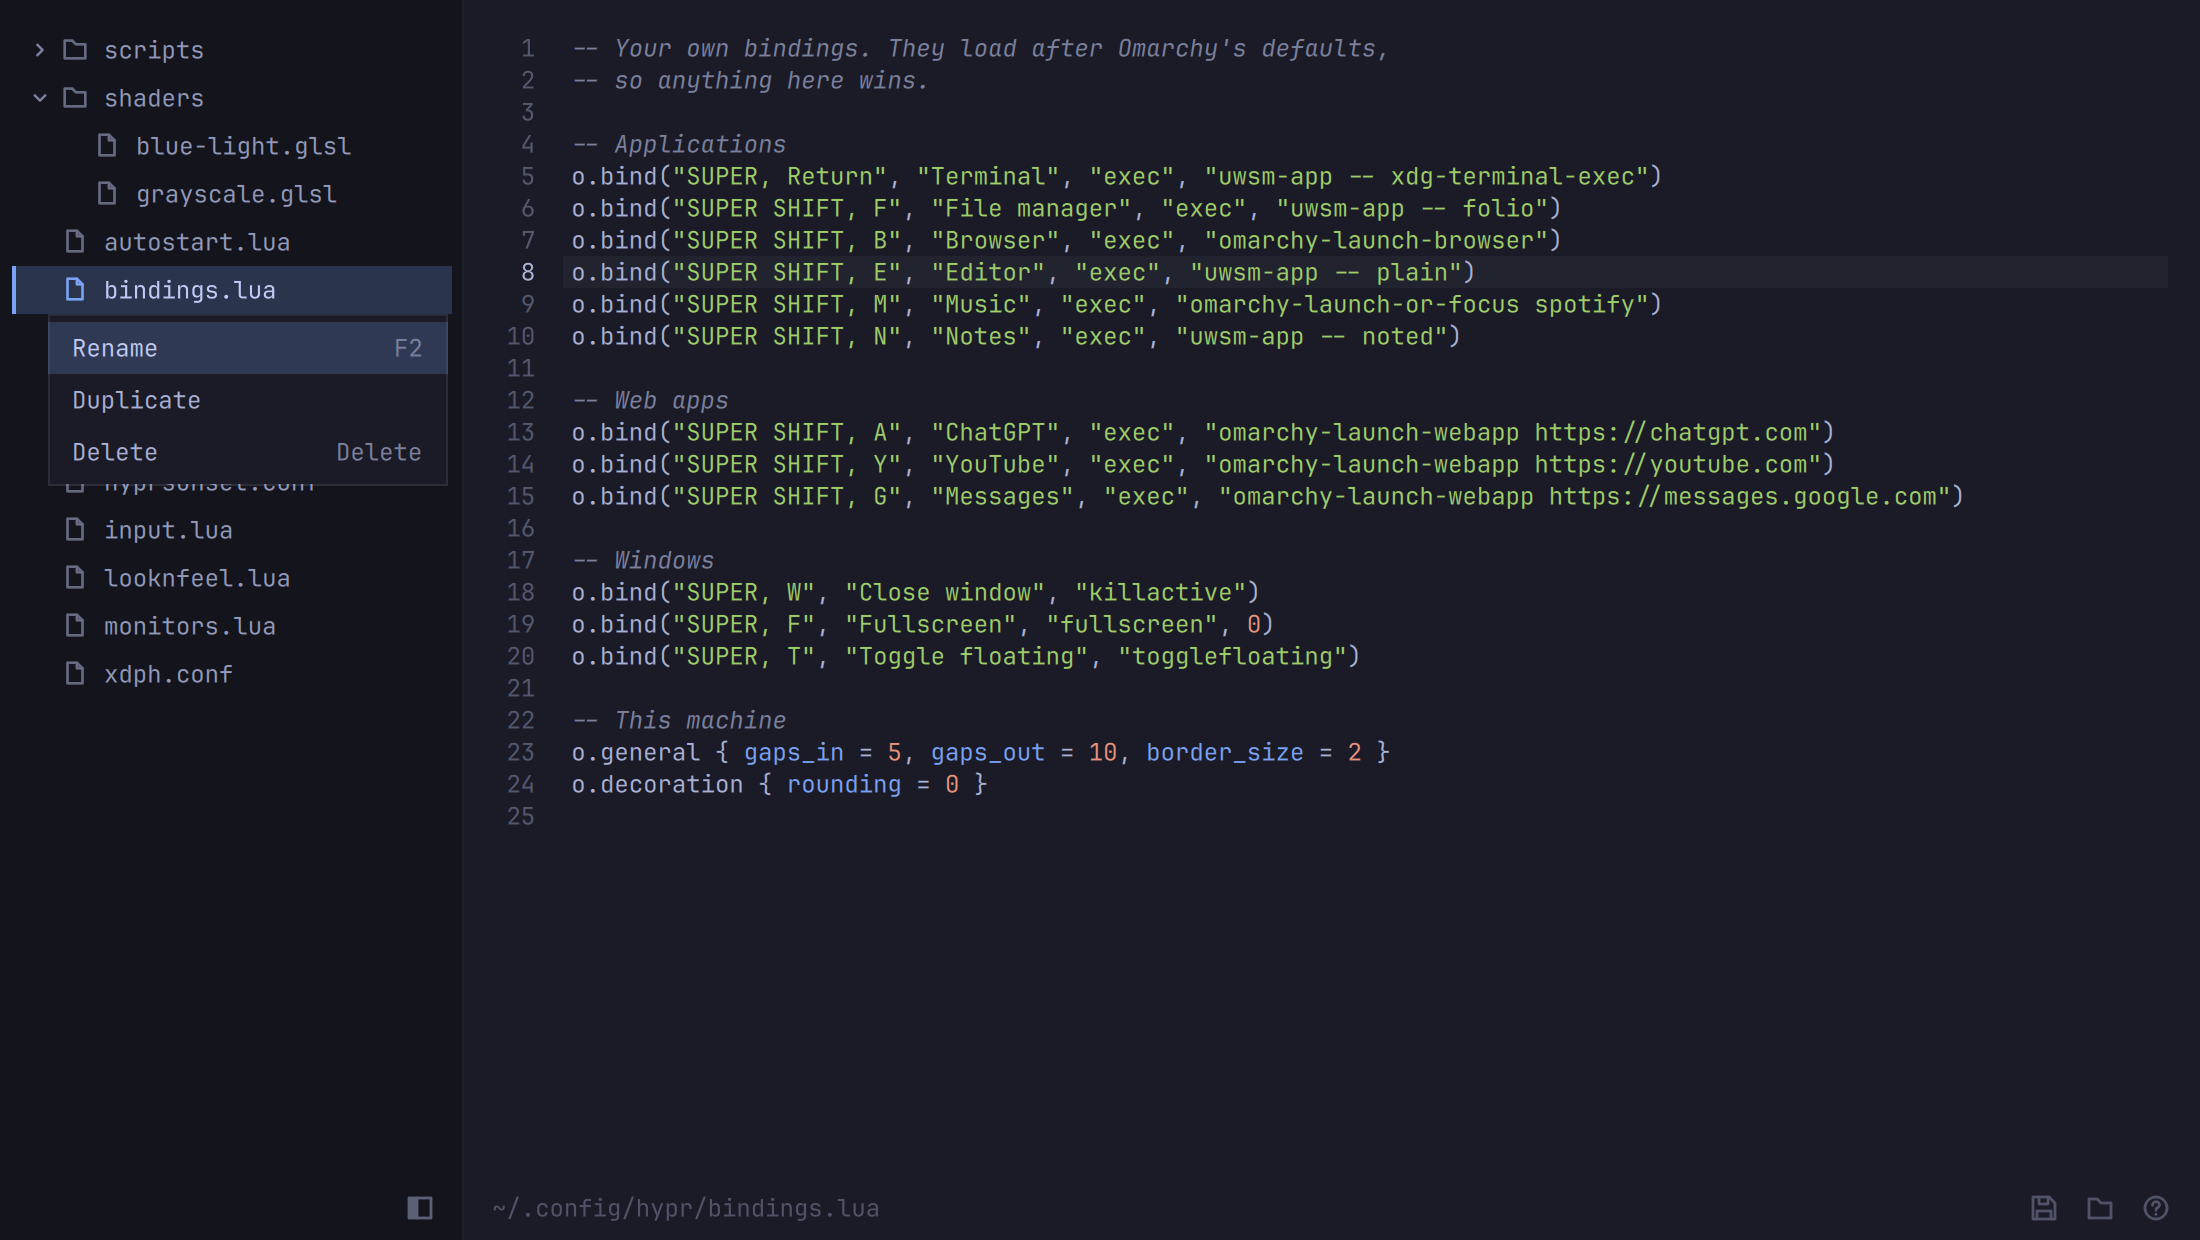 scripts
shaders
blue-light.glsl
grayscale.glsl
autostart.lua
bindings.lua
Rename F2
Duplicate
Delete Delete
hyprsunset.conf
input.lua
looknfeel.lua
monitors.lua
xdph.conf
1 -- Your own bindings. They load after Omarchy's defaults,
2 -- so anything here wins.
3
4 -- Applications
5 o.bind("SUPER, Return", "Terminal", "exec", "uwsm-app -- xdg-terminal-exec")
6 o.bind("SUPER SHIFT, F", "File manager", "exec", "uwsm-app -- folio")
7 o.bind("SUPER SHIFT, B", "Browser", "exec", "omarchy-launch-browser")
8 o.bind("SUPER SHIFT, E", "Editor", "exec", "uwsm-app -- plain")
9 o.bind("SUPER SHIFT, M", "Music", "exec", "omarchy-launch-or-focus spotify")
10 o.bind("SUPER SHIFT, N", "Notes", "exec", "uwsm-app -- noted")
11
12 -- Web apps
13 o.bind("SUPER SHIFT, A", "ChatGPT", "exec", "omarchy-launch-webapp https://chatgpt.com")
14 o.bind("SUPER SHIFT, Y", "YouTube", "exec", "omarchy-launch-webapp https://youtube.com")
15 o.bind("SUPER SHIFT, G", "Messages", "exec", "omarchy-launch-webapp https://messages.google.com")
16
17 -- Windows
18 o.bind("SUPER, W", "Close window", "killactive")
19 o.bind("SUPER, F", "Fullscreen", "fullscreen", 0)
20 o.bind("SUPER, T", "Toggle floating", "togglefloating")
21
22 -- This machine
23 o.general { gaps_in = 5, gaps_out = 10, border_size = 2 }
24 o.decoration { rounding = 0 }
25
~/.config/hypr/bindings.lua